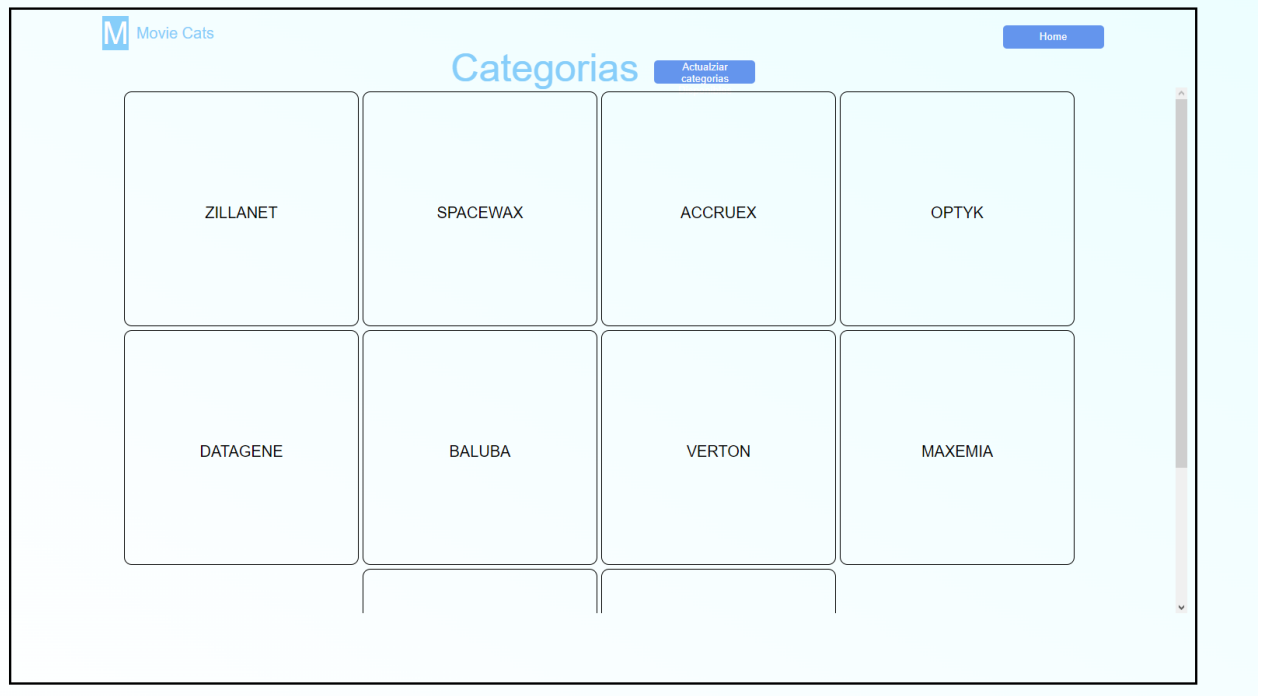 M Movie Cats
Home
Categorias
Actualziar
categorias
ZILLANET
SPACEWAX
ACCRUEX
OPTYK
DATAGENE
BALUBA
VERTON
MAXEMIA